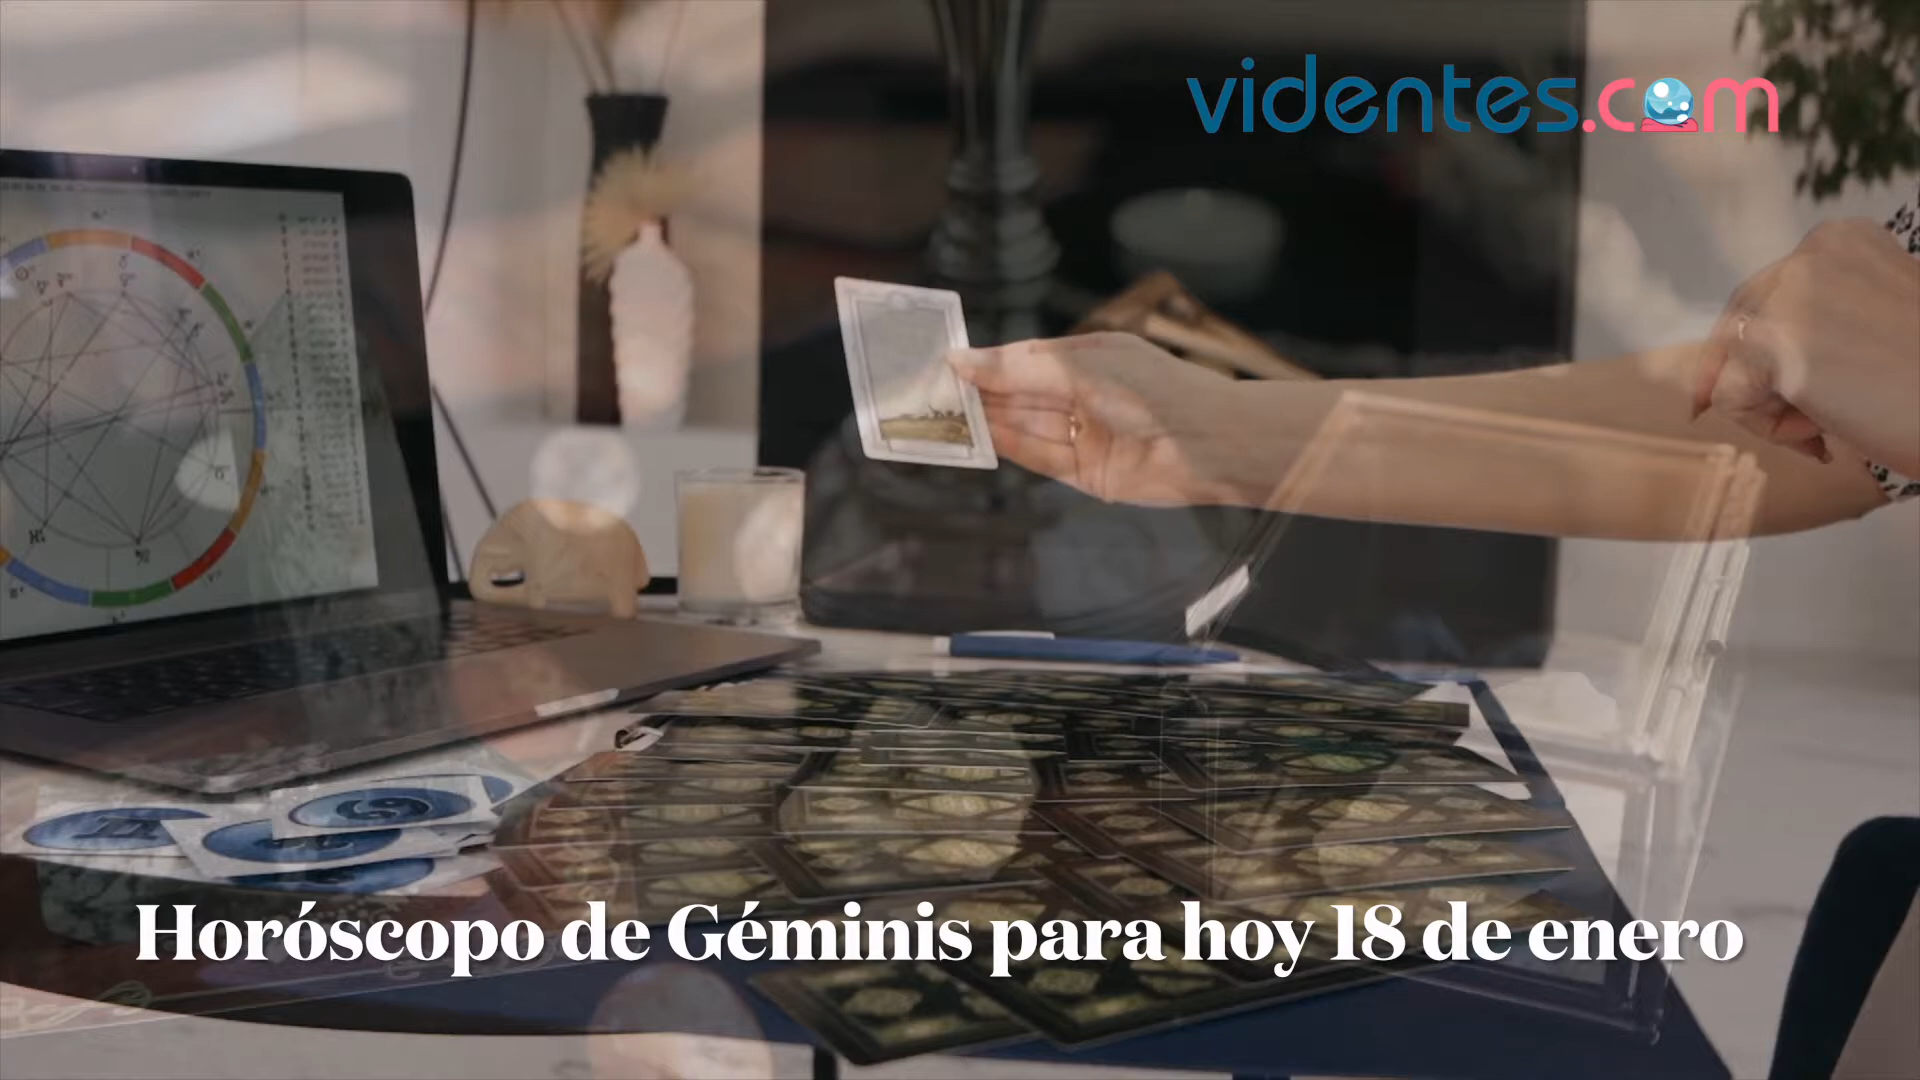 videntes.com
Horóscopo de Géminis para hoy 18 de enero